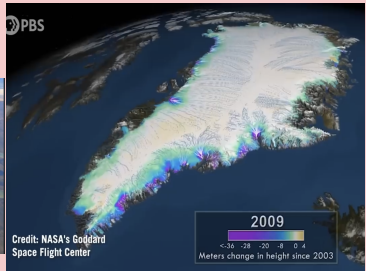 PBS
2009
<-36 -28 -20 -8 0 4
Meters change in height since 2003
Credit: NASA's Goddard
Space Flight Center